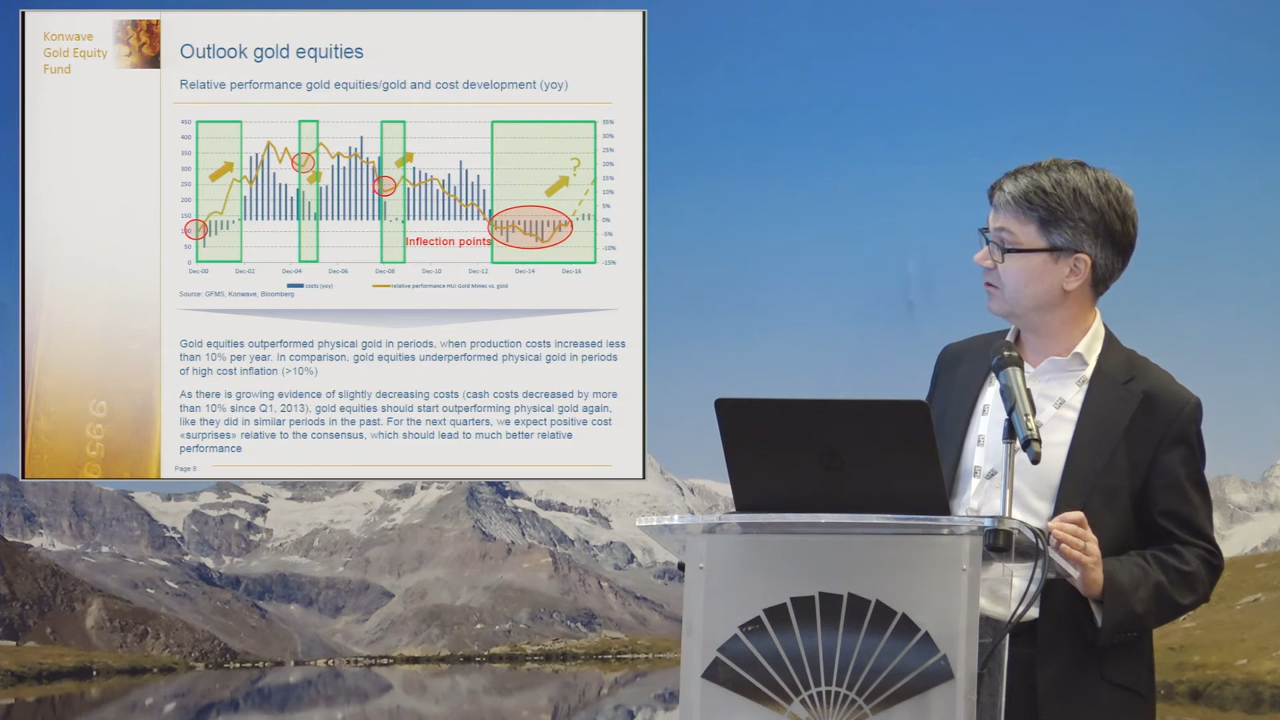 Konwave
Gold Equity
Fund
Outlook gold equities
Relative performance gold equities/gold and cost development (yoy)
450
400
350
300
250
200
150
100
50
0
35%
30%
25%
20%
15%
10%
5%
0%
-5%
-10%
-15%
?
Inflection points
Dec-00 Dec-02 Dec-04 Dec-06 Dec-08 Dec-10 Dec-12 Dec-14 Dec-16
costs (yoy) relative performance HUI Gold Mines vs. gold
Source: GFMS, Konwave, Bloomberg
Gold equities outperformed physical gold in periods, when production costs increased less
than 10% per year. In comparison, gold equities underperformed physical gold in periods
of high cost inflation (>10%)
As there is growing evidence of slightly decreasing costs (cash costs decreased by more
than 10% since Q1, 2013), gold equities should start outperforming physical gold again,
like they did in similar periods in the past. For the next quarters, we expect positive cost
«surprises» relative to the consensus, which should lead to much better relative
performance
Page 8